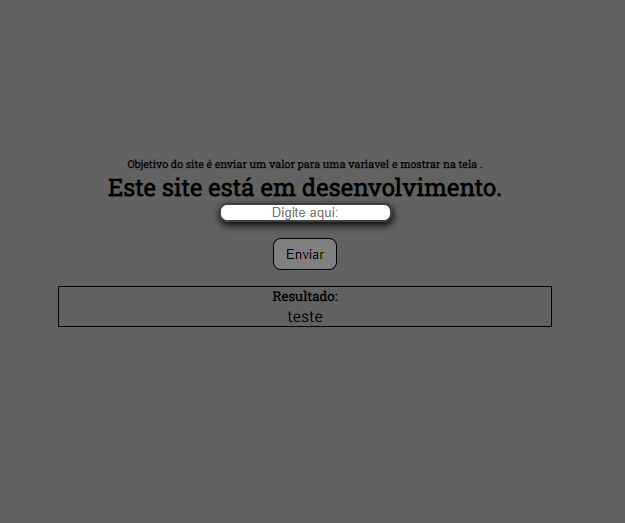 Objetivo do site é enviar um valor para uma variavel e mostrar na tela .
Este site está em desenvolvimento.
Digite aqui:
Enviar
Resultado:
teste